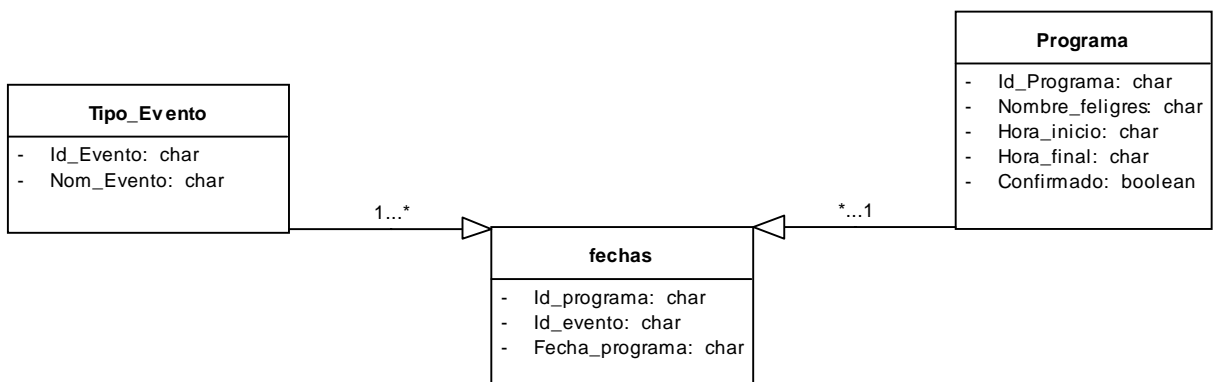 Programa
- Id_Programa: char
- Nombre_feligres: char
- Hora_inicio: char
- Hora_final: char
- Confirmado: boolean
Tipo_Evento
- Id_Evento: char
- Nom_Evento: char
1...*
*...1
fechas
- Id_programa: char
- Id_evento: char
- Fecha_programa: char